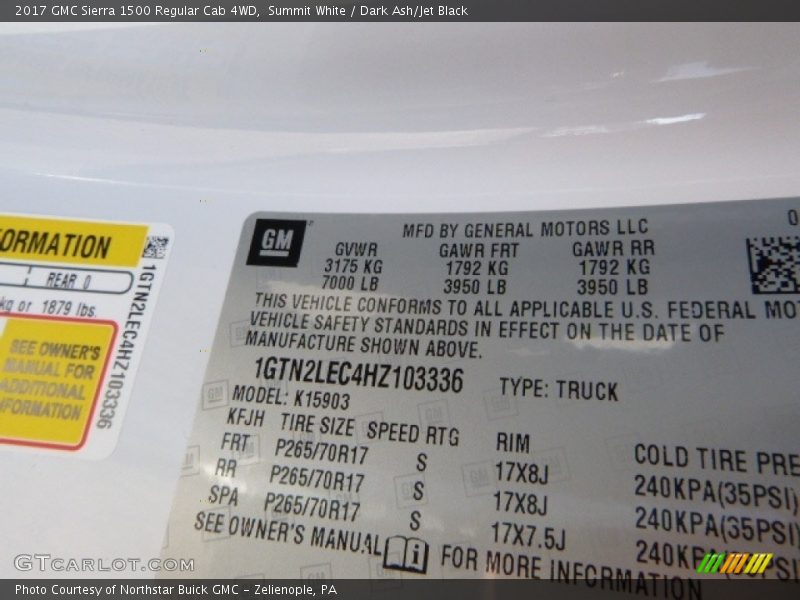 2017 GMC Sierra 1500 Regular Cab 4WD,  Summit White / Dark Ash/Jet Black
ORMATION
REAR 0
kg or 1879 lbs.
SEE OWNER'S
MANUAL FOR
ADDITIONAL
INFORMATION
1GTN2LEC4HZ103336
GM
MFD BY GENERAL MOTORS LLC
GVWR GAWR FRT GAWR RR
3175 KG 1792 KG 1792 KG
7000 LB 3950 LB 3950 LB
THIS VEHICLE CONFORMS TO ALL APPLICABLE U.S. FEDERAL MOT
VEHICLE SAFETY STANDARDS IN EFFECT ON THE DATE OF
MANUFACTURE SHOWN ABOVE.
1GTN2LEC4HZ103336 TYPE: TRUCK
MODEL: K15903
KFJH TIRE SIZE SPEED RTG RIM COLD TIRE PRE
FRT P265/70R17 S 17X8J 240KPA(35PSI)
RR P265/70R17 S 17X8J 240KPA(35PSI)
SPA P265/70R17 S 17X7.5J 240KPA(35PSI)
SEE OWNER'S MANUAL FOR MORE INFORMATION
GTCARLOT.COM
Photo Courtesy of Northstar Buick GMC – Zelienople, PA